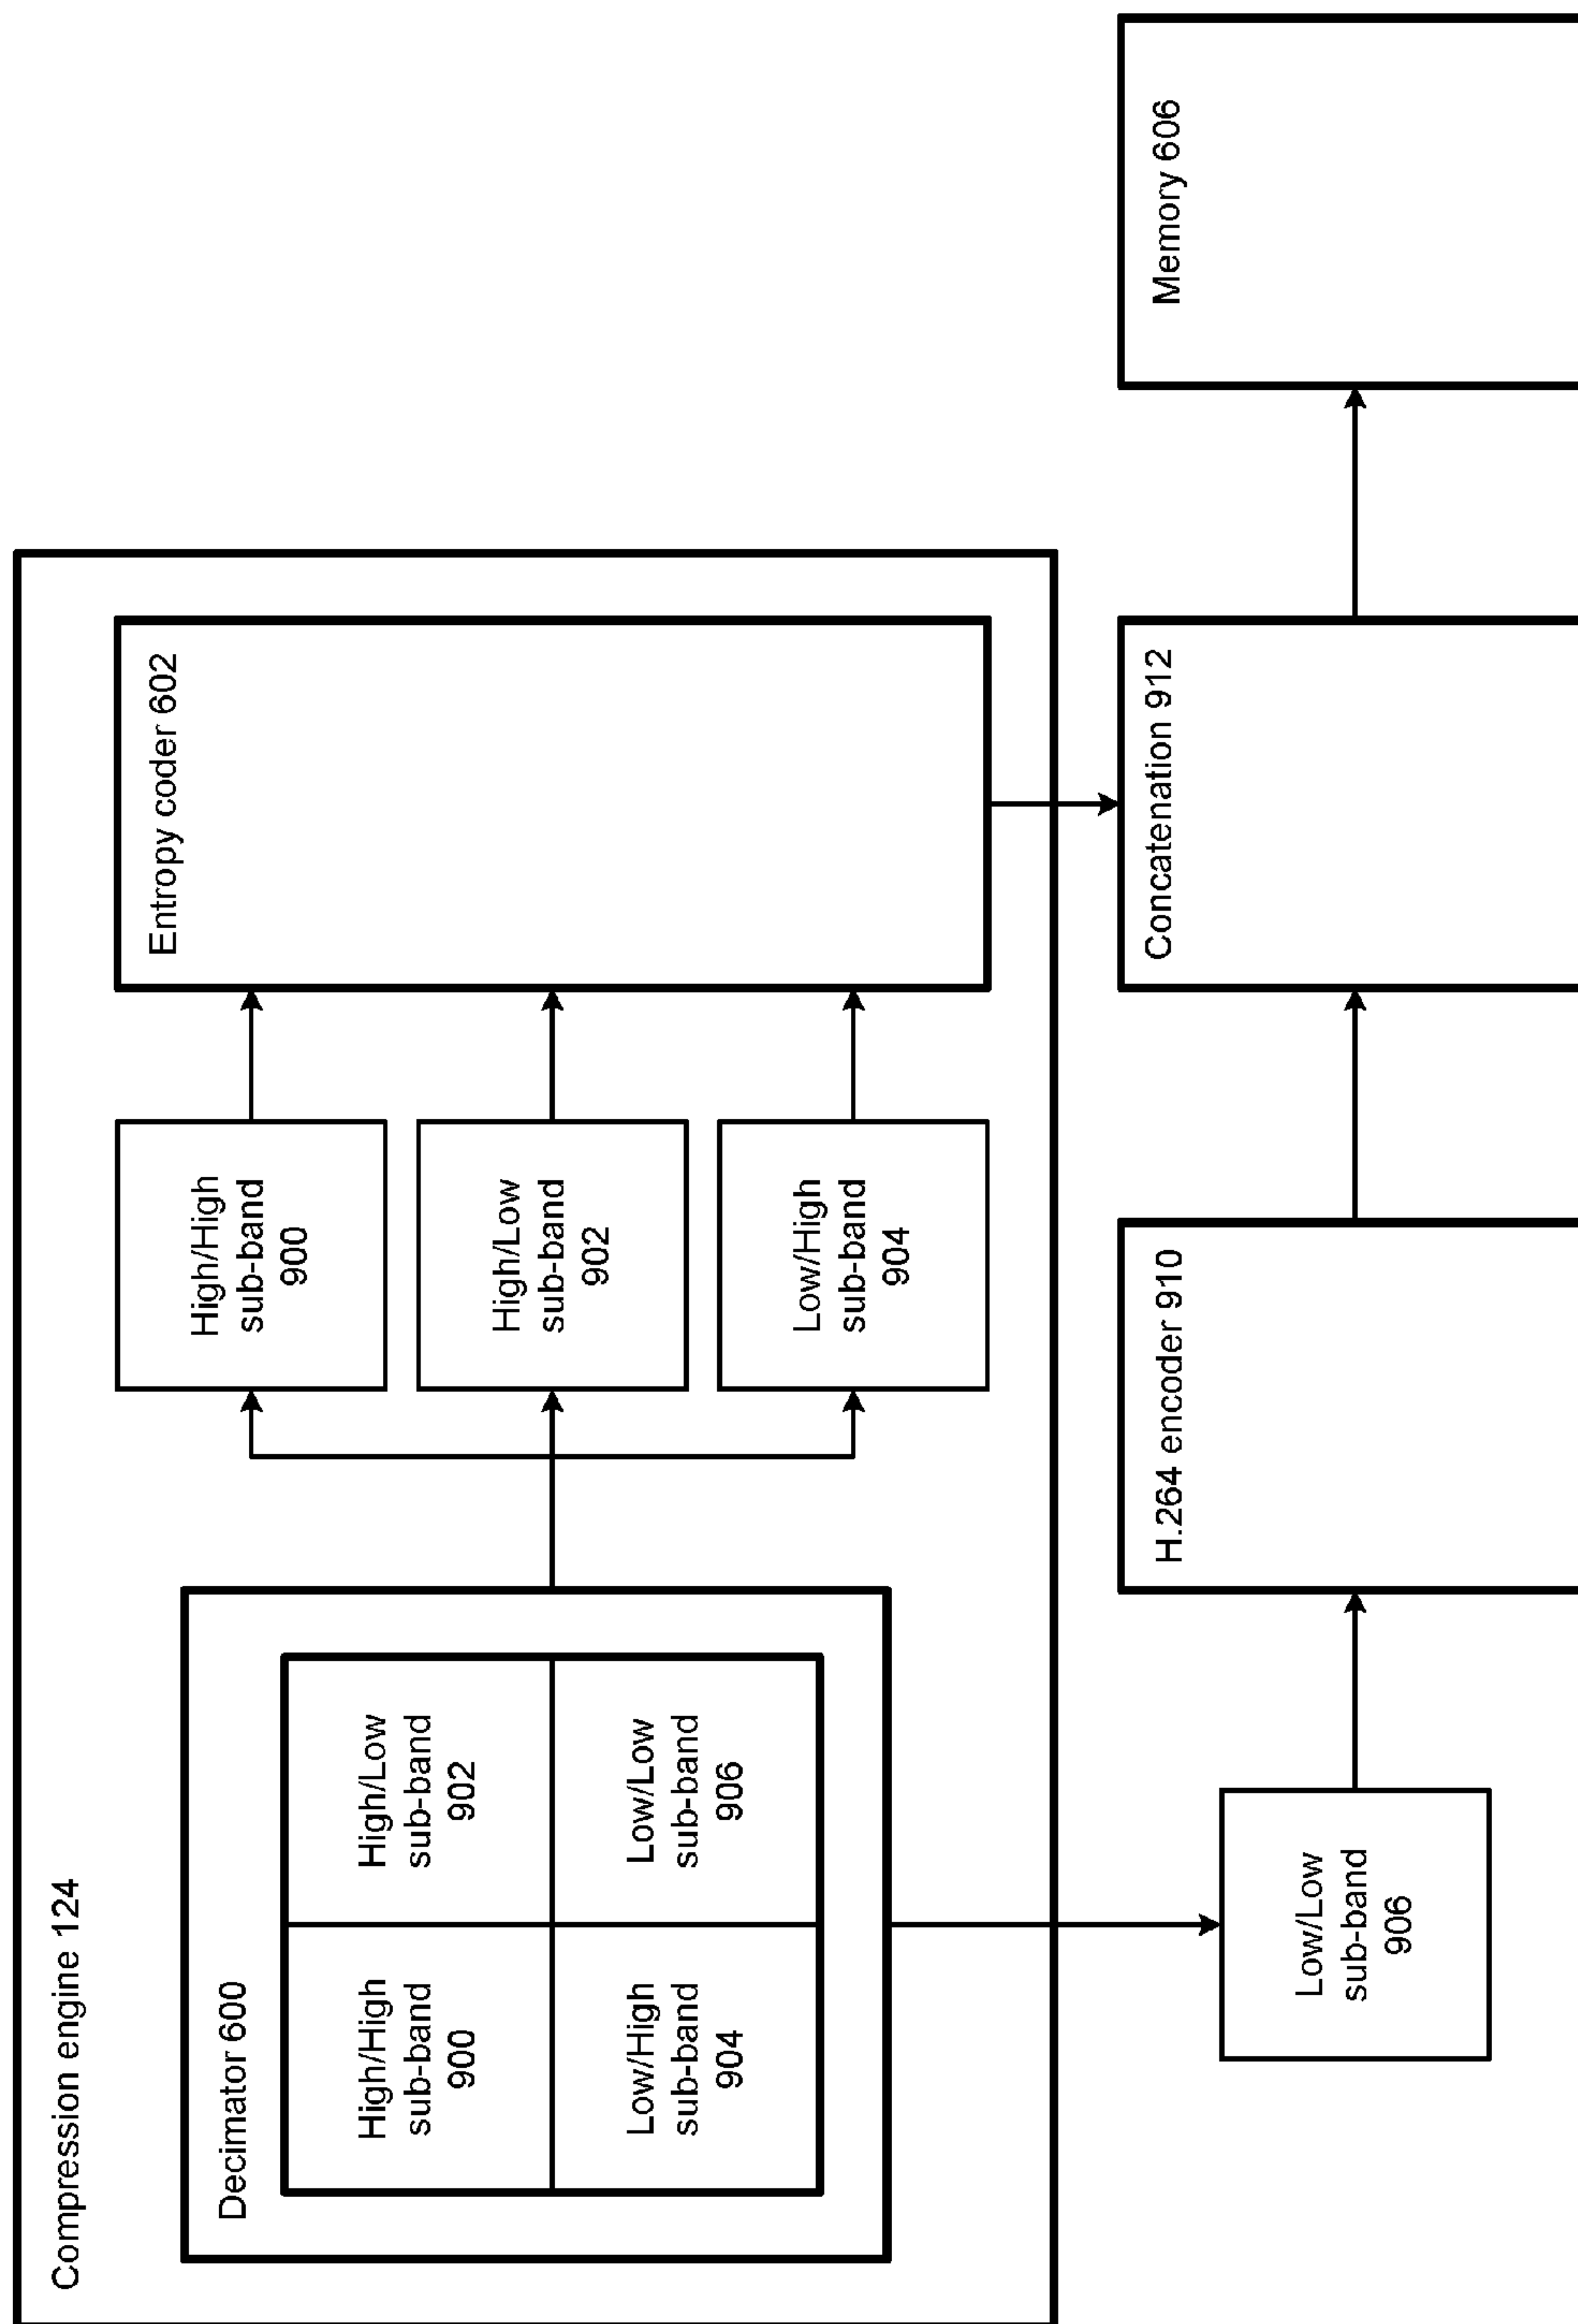 Compression engine 124
Decimator 600
High/High
sub-band
900
High/Low
sub-band
902
Low/High
sub-band
904
Low/Low
sub-band
906
High/High
sub-band
900
High/Low
sub-band
902
Low/High
sub-band
904
Entropy coder 602
Low/Low
sub-band
906
H.264 encoder 910
Concatenation 912
Memory 606